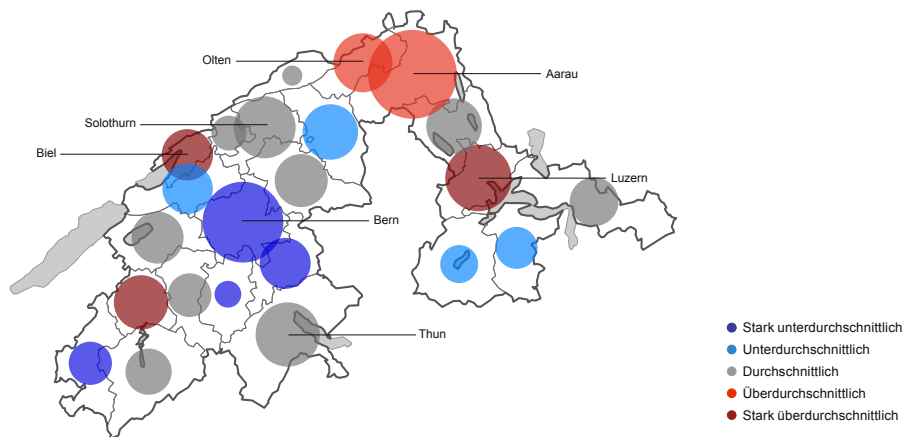 Olten
Aarau
Solothurn
Biel
Luzern
Bern
Thun
Stark unterdurchschnittlich
Unterdurchschnittlich
Durchschnittlich
Überdurchschnittlich
Stark überdurchschnittlich